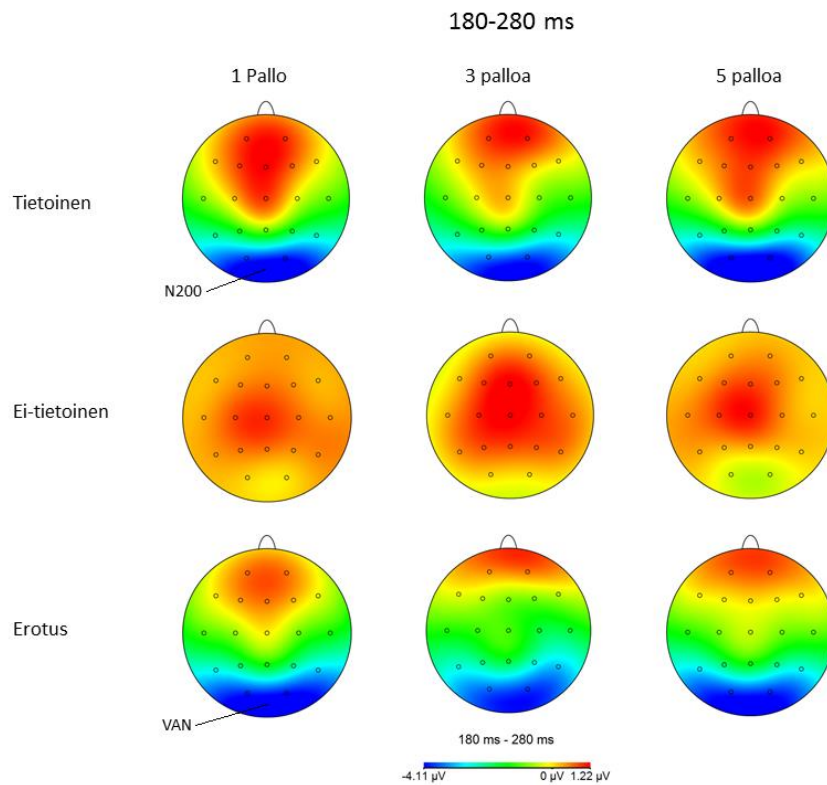 180-280 ms
1 Pallo 3 palloa 5 palloa
Tietoinen
N200
Ei-tietoinen
Erotus
VAN
180 ms - 280 ms
-4.11 µV 0 µV 1.22 µV